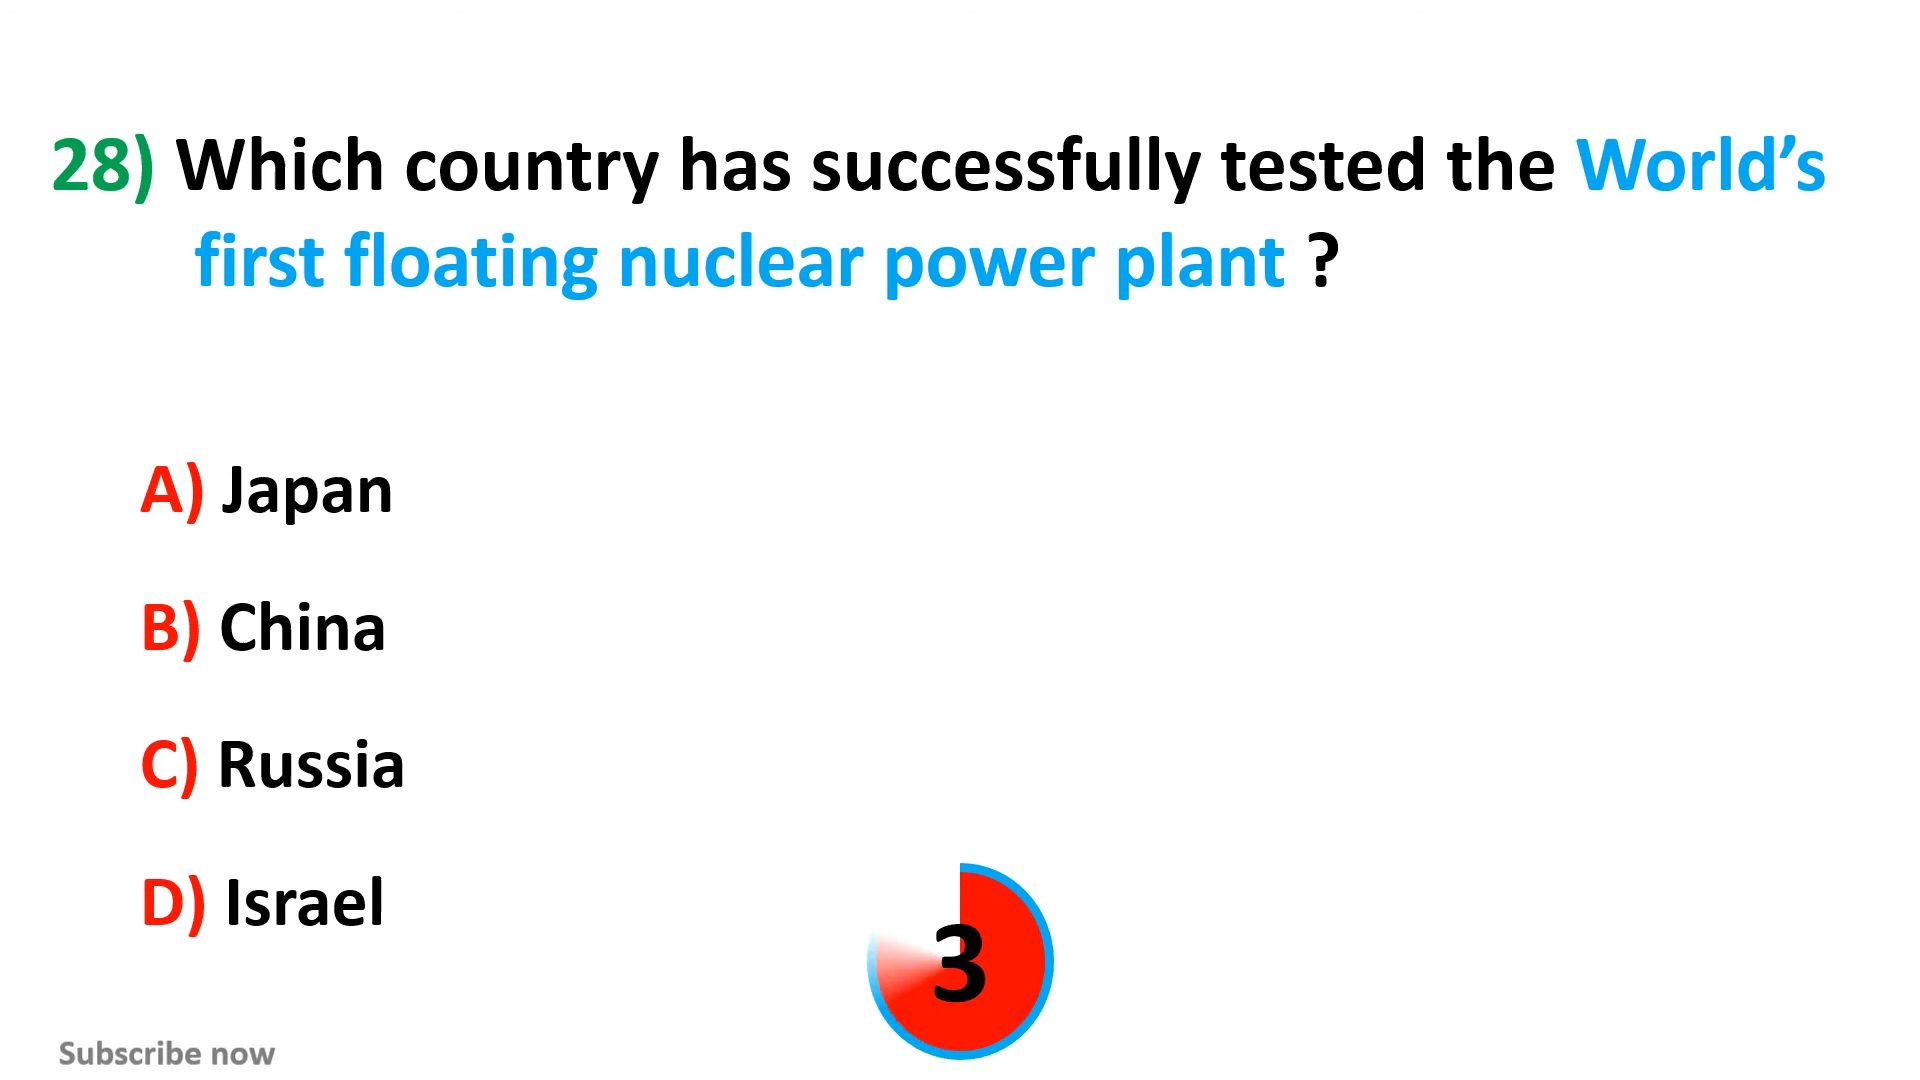 28) Which country has successfully tested the World’s
first floating nuclear power plant ?
A) Japan
B) China
C) Russia
D) Israel
3
Subscribe now